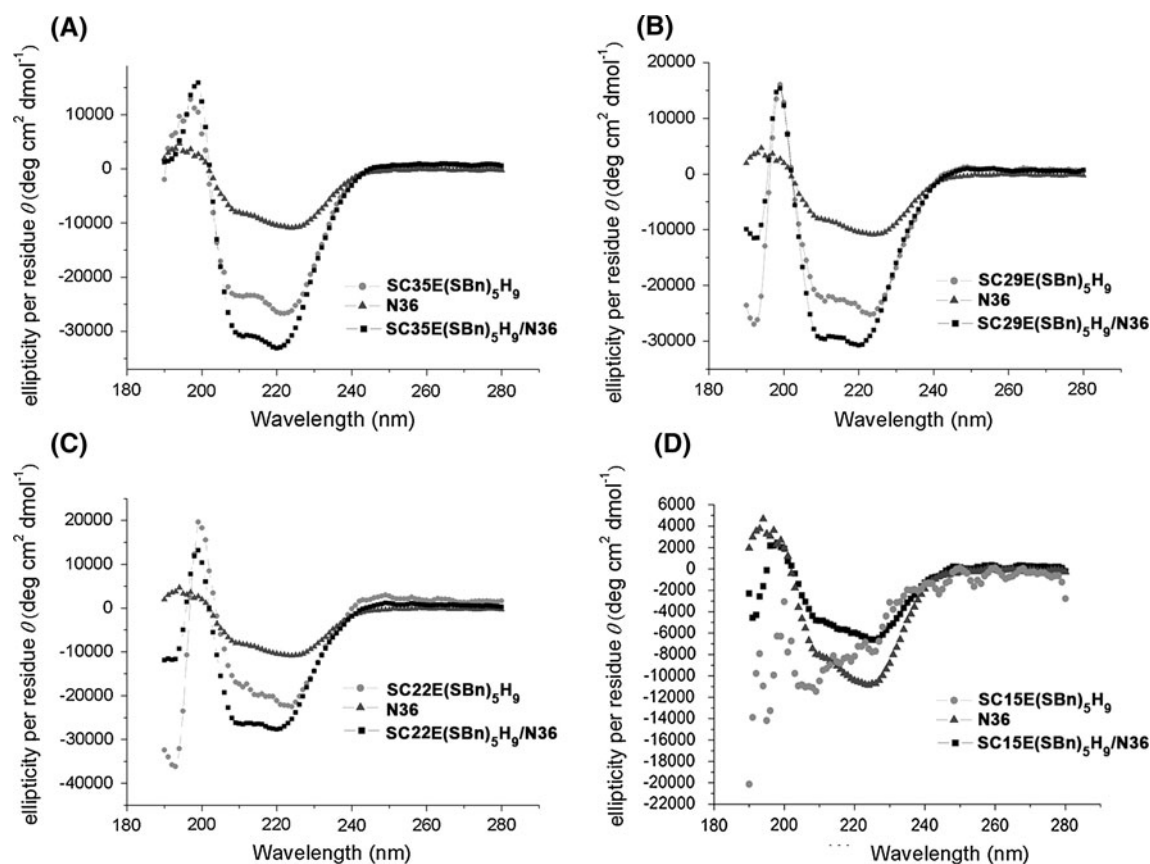 (A)
ellipticity per residue θ (deg cm² dmol⁻¹)
10000
0
-10000
-20000
-30000
SC35E(SBn)₅H₉
N36
SC35E(SBn)₅H₉/N36
180 200 220 240 260 280
Wavelength (nm)
(B)
ellipticity per residue θ (deg cm² dmol⁻¹)
20000
10000
0
-10000
-20000
-30000
SC29E(SBn)₅H₉
N36
SC29E(SBn)₅H₉/N36
180 200 220 240 260 280
Wavelength (nm)
(C)
ellipticity per residue θ (deg cm² dmol⁻¹)
20000
10000
0
-10000
-20000
-30000
-40000
SC22E(SBn)₅H₉
N36
SC22E(SBn)₅H₉/N36
180 200 220 240 260 280
Wavelength (nm)
(D)
ellipticity per residue θ (deg cm² dmol⁻¹)
6000
4000
2000
0
-2000
-4000
-6000
-8000
-10000
-12000
-14000
-16000
-18000
-20000
-22000
SC15E(SBn)₅H₉
N36
SC15E(SBn)₅H₉/N36
180 200 220 240 260 280
Wavelength (nm)